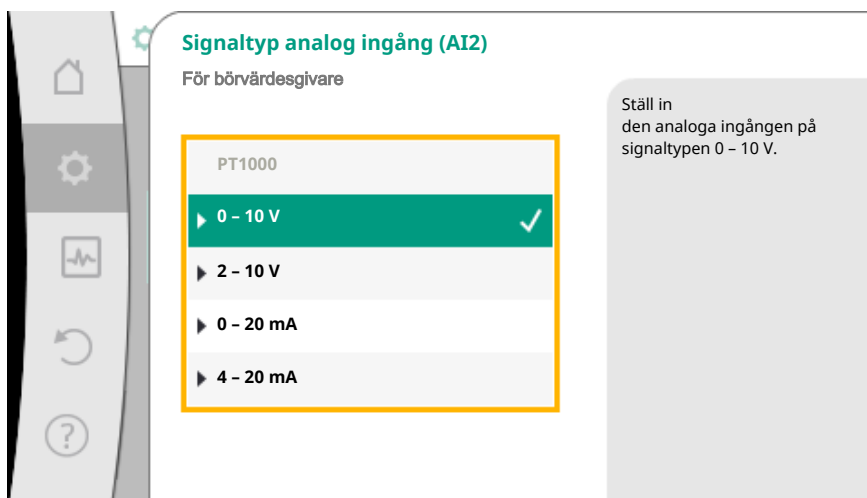 Signaltyp analog ingång (AI2)
För börvärdesgivare
PT1000
0 – 10 V
2 – 10 V
0 – 20 mA
4 – 20 mA
Ställ in
den analoga ingången på
signaltypen 0 – 10 V.